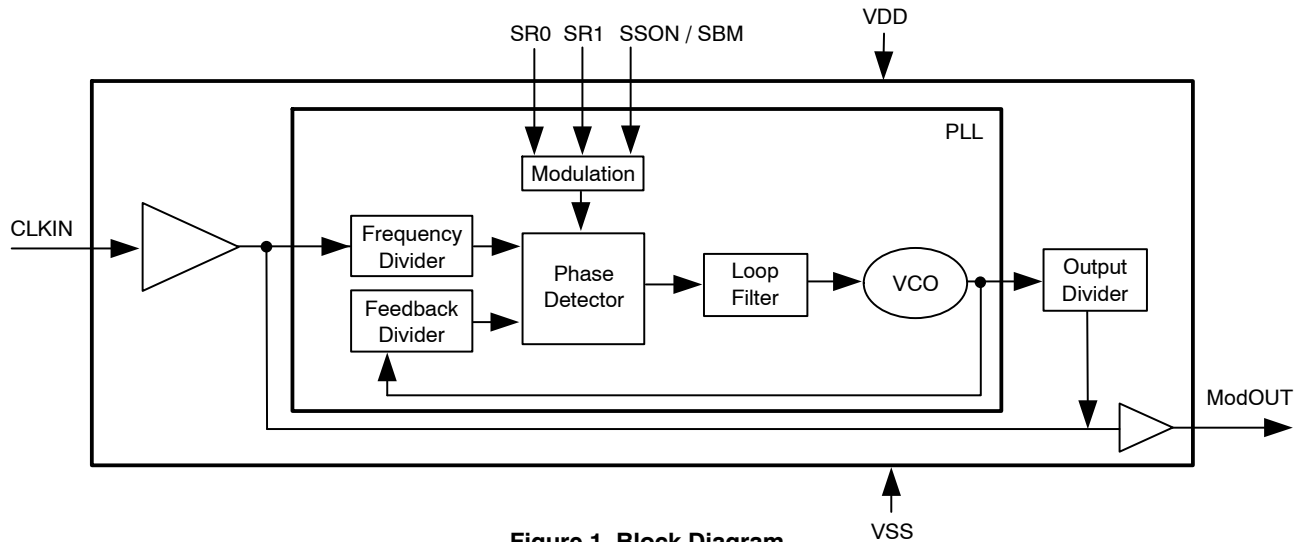 VDD
SR0 SR1 SSON / SBM
PLL
Modulation
CLKIN
Frequency
Divider
Phase
Detector
Loop
Filter
VCO
Output
Divider
Feedback
Divider
ModOUT
VSS
Figure 1. Block Diagram